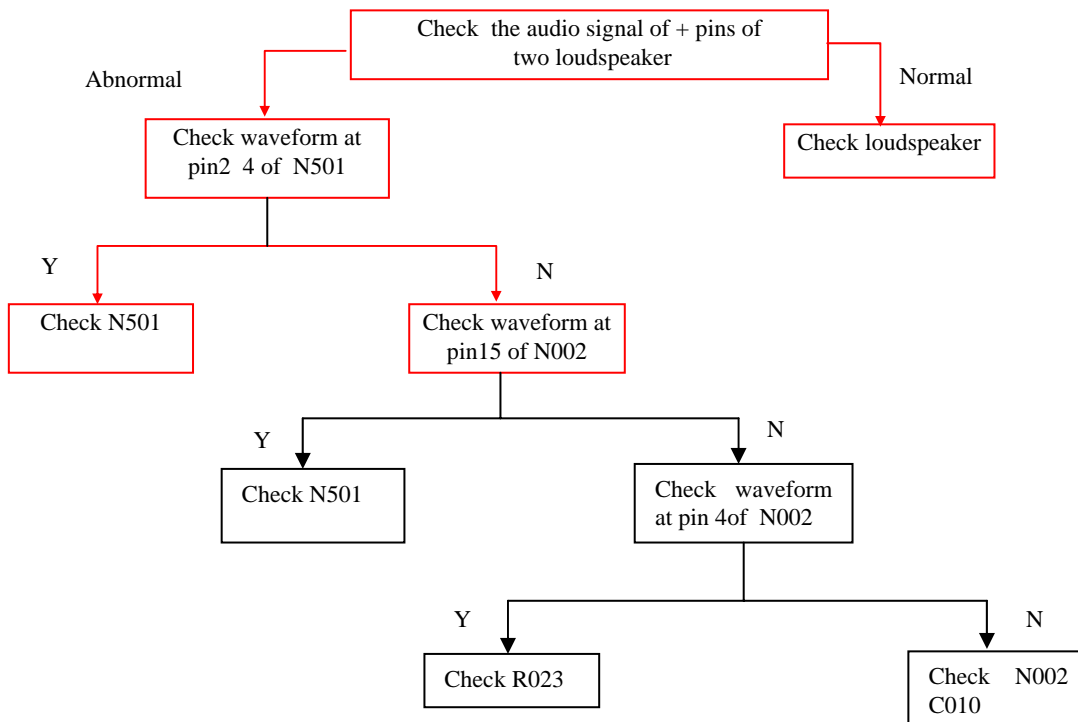 Check the audio signal of + pins of
two loudspeaker
Abnormal
Normal
Check waveform at
pin2 4 of N501
Check loudspeaker
Y
N
Check N501
Check waveform at
pin15 of N002
Y
N
Check N501
Check waveform
at pin 4of N002
Y
N
Check R023
Check N002
C010